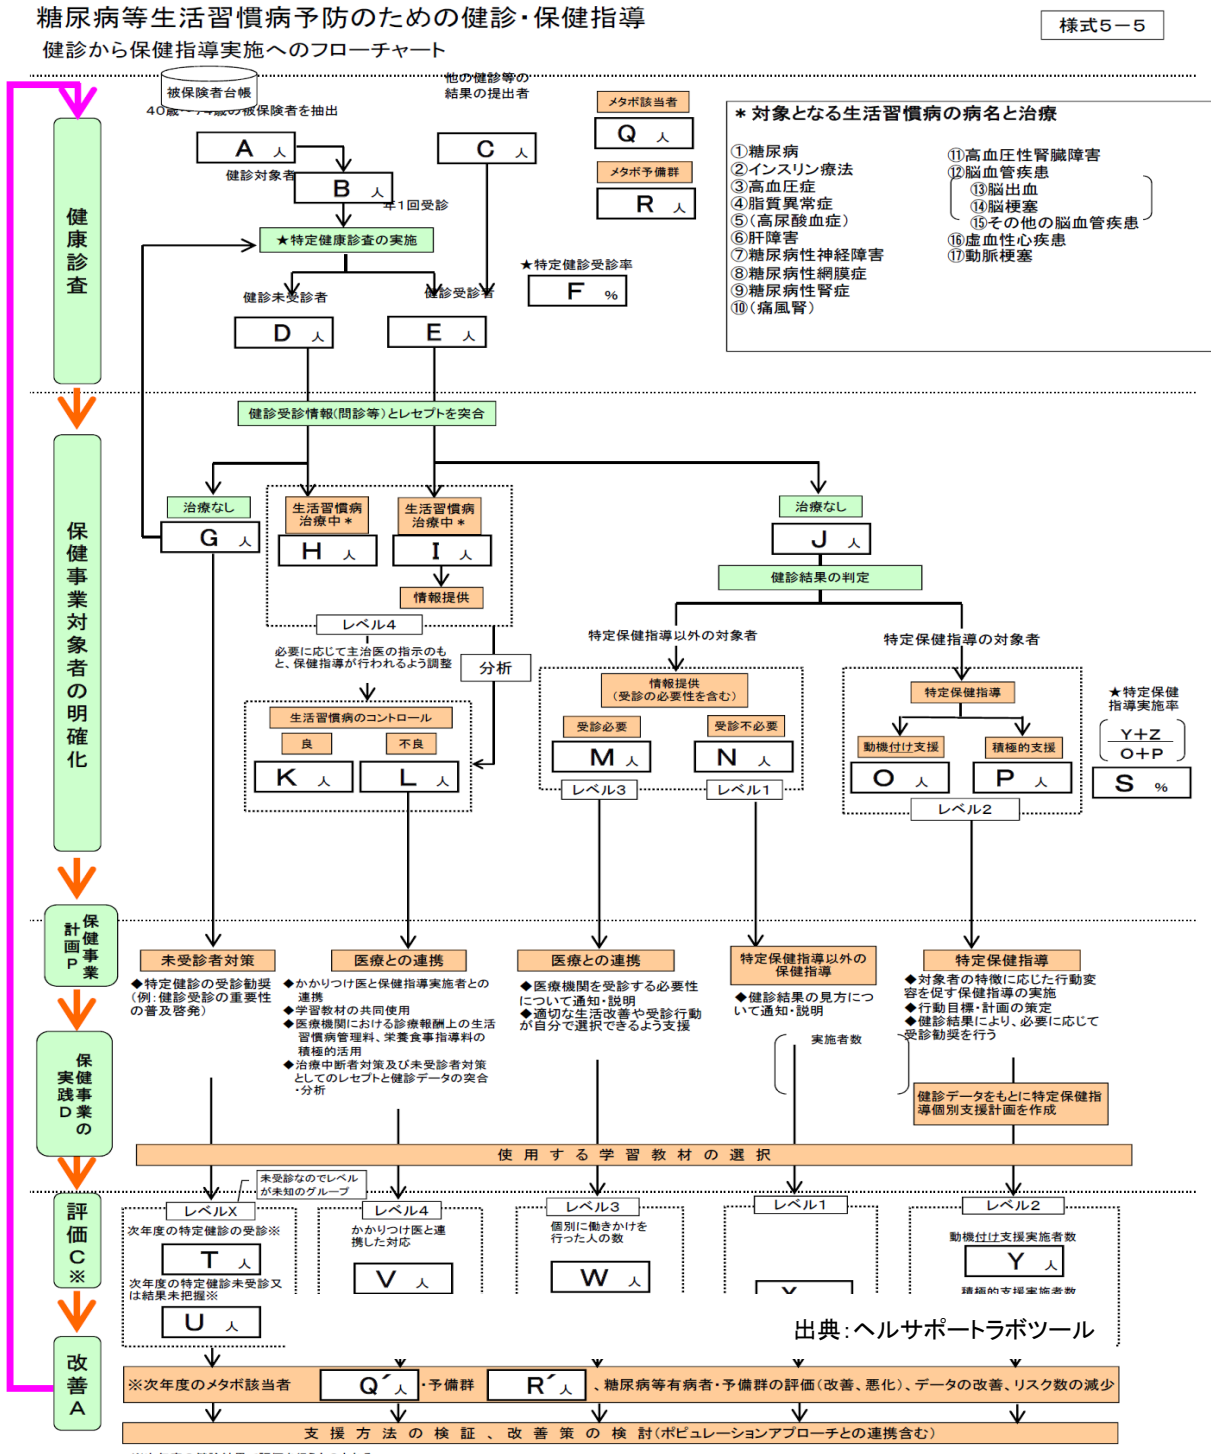 糖尿病等生活習慣病予防のための健診・保健指導
様式5-5
健診から保健指導実施へのフローチャート
被保険者台帳
40歳~74歳の被保険者を抽出
他の健診等の
結果の提出者
A 人
C 人
健診対象者
B 人
年1回受診
★特定健康診査の実施
メタボ該当者
Q 人
メタボ予備群
R 人
★特定健診受診率
F %
健診未受診者
健診受診者
D 人
E 人
健康診査
* 対象となる生活習慣病の病名と治療
①糖尿病
②インスリン療法
③高血圧症
④脂質異常症
⑤(高尿酸血症)
⑥肝障害
⑦糖尿病性神経障害
⑧糖尿病性網膜症
⑨糖尿病性腎症
⑩(痛風腎)
⑪高血圧性腎臓障害
⑫脳血管疾患
⑬脳出血
⑭脳梗塞
⑮その他の脳血管疾患
⑯虚血性心疾患
⑰動脈梗塞
健診受診情報(問診等)とレセプトを突合
保健事業対象者の明確化
治療なし
G 人
生活習慣病
治療中*
H 人
生活習慣病
治療中*
I 人
情報提供
レベル4
必要に応じて主治医の指示のも
と、保健指導が行われるよう調整
分析
生活習慣病のコントロール
良
不良
K 人
L 人
治療なし
J 人
健診結果の判定
特定保健指導以外の対象者
特定保健指導の対象者
情報提供
(受診の必要性を含む)
受診必要
受診不必要
M 人
N 人
レベル3
レベル1
特定保健指導
動機付け支援
積極的支援
O 人
P 人
レベル2
★特定保健
指導実施率
Y+Z
O+P
S %
保健事業
計画P
未受診者対策
◆特定健診の受診勧奨
(例:健診受診の重要性
の普及啓発)
医療との連携
◆かかりつけ医と保健指導実施者との
連携
◆学習教材の共同使用
◆医療機関における診療報酬上の生活
習慣病管理料、栄養食事指導料の
積極的活用
◆治療中断者対策及び未受診者対策
としてのレセプトと健診データの突合
・分析
医療との連携
◆医療機関を受診する必要性
について通知・説明
◆適切な生活改善や受診行動
が自分で選択できるよう支援
特定保健指導以外の
保健指導
◆健診結果の見方につ
いて通知・説明
実施者数
特定保健指導
◆対象者の特徴に応じた行動変
容を促す保健指導の実施
◆行動目標・計画の策定
◆健診結果により、必要に応じて
受診勧奨を行う
健診データをもとに特定保健指
導個別支援計画を作成
保健事業の
実践D
使用する学習教材の選択
未受診なのでレベル
が未知のグループ
評価C※
レベルX
次年度の特定健診の受診※
T 人
次年度の特定健診未受診又
は結果未把握※
U 人
レベル4
かかりつけ医と連
携した対応
V 人
レベル3
個別に働きかけを
行った人の数
W 人
レベル1
レベル2
動機付け支援実施者数
Y 人
積極的支援実施者数
出典:ヘルサポートラボツール
改善A
※次年度のメタボ該当者 Q´人 ・予備群 R´人 、糖尿病等有病者・予備群の評価(改善、悪化)、データの改善、リスク数の減少
支援方法の検証、改善策の検討(ポピュレーションアプローチとの連携含む)